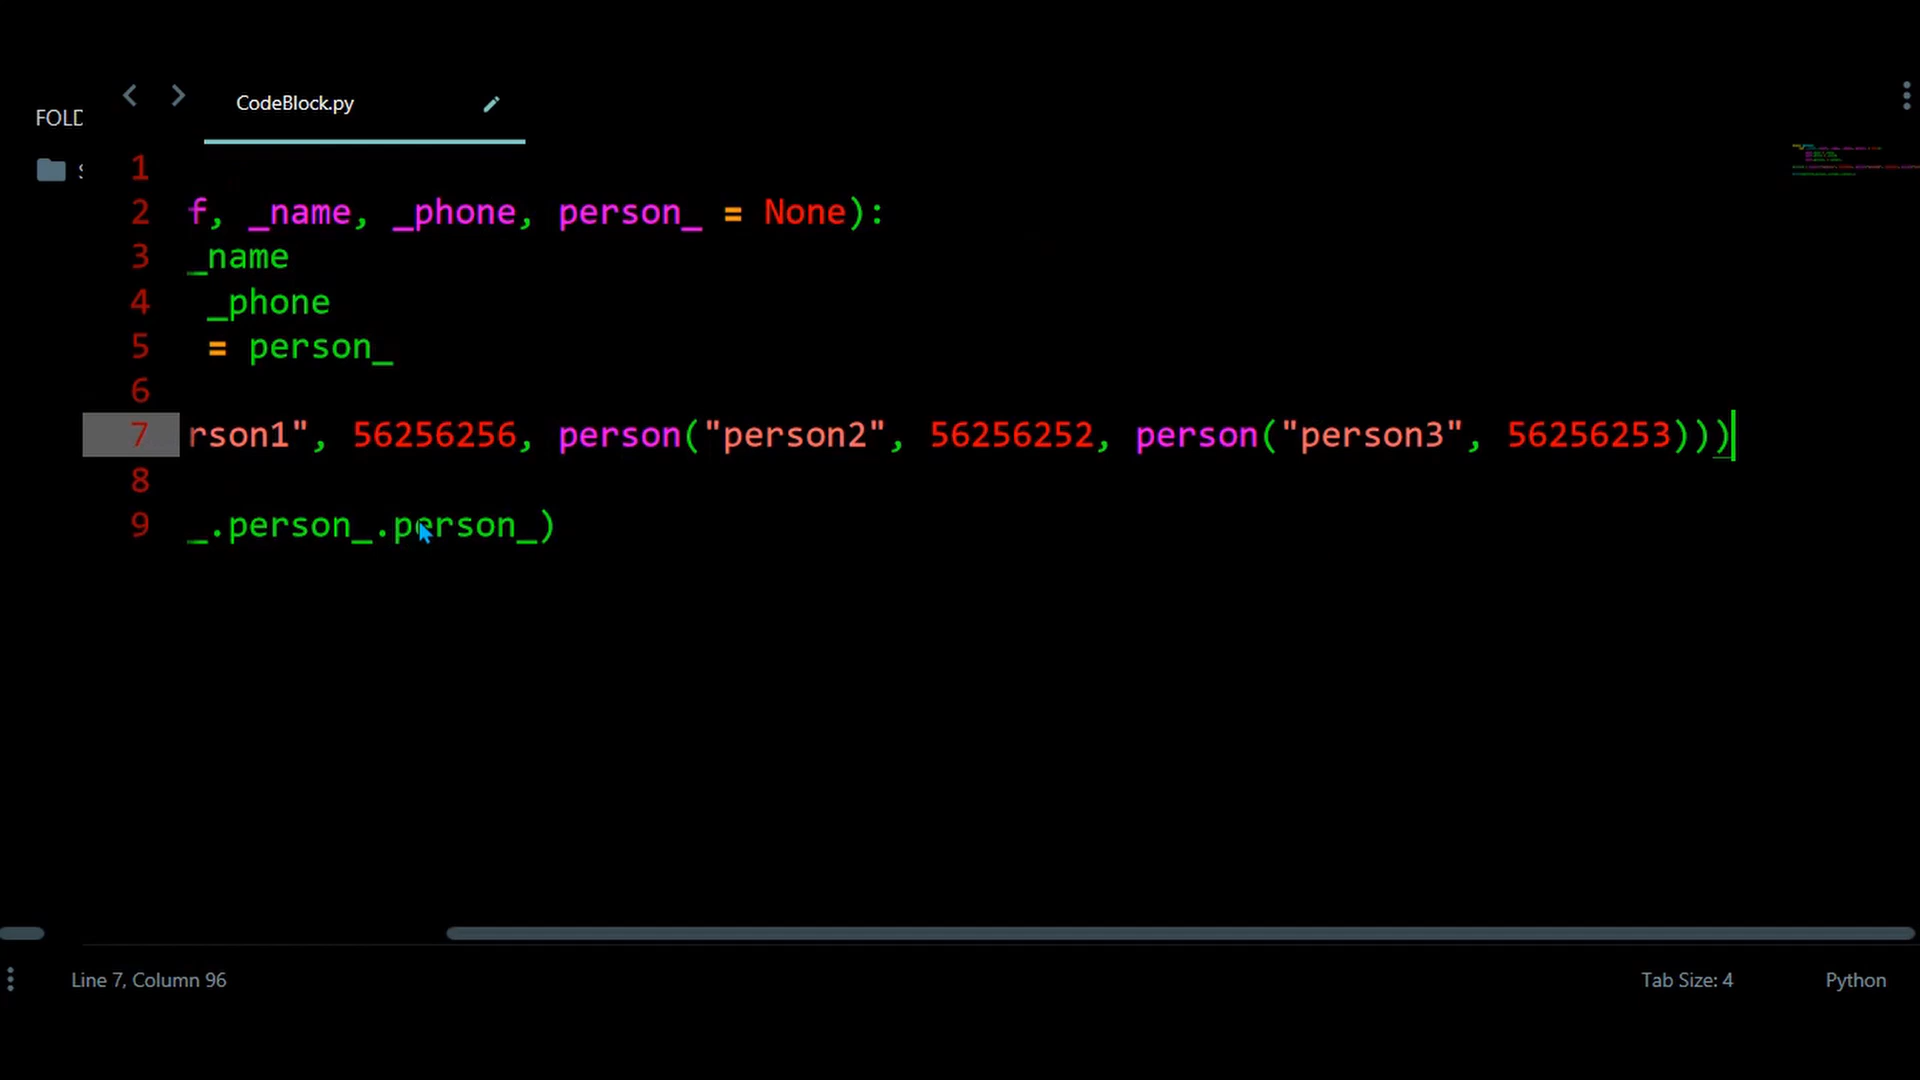 CodeBlock.py
FOLD
1
2 f, _name, _phone, person_ = None):
3 _name
4 _phone
5 = person_
6
7 rson1", 56256256, person("person2", 56256252, person("person3", 56256253)))
8
9 _.person_.person_)
Line 7, Column 96 Tab Size: 4 Python